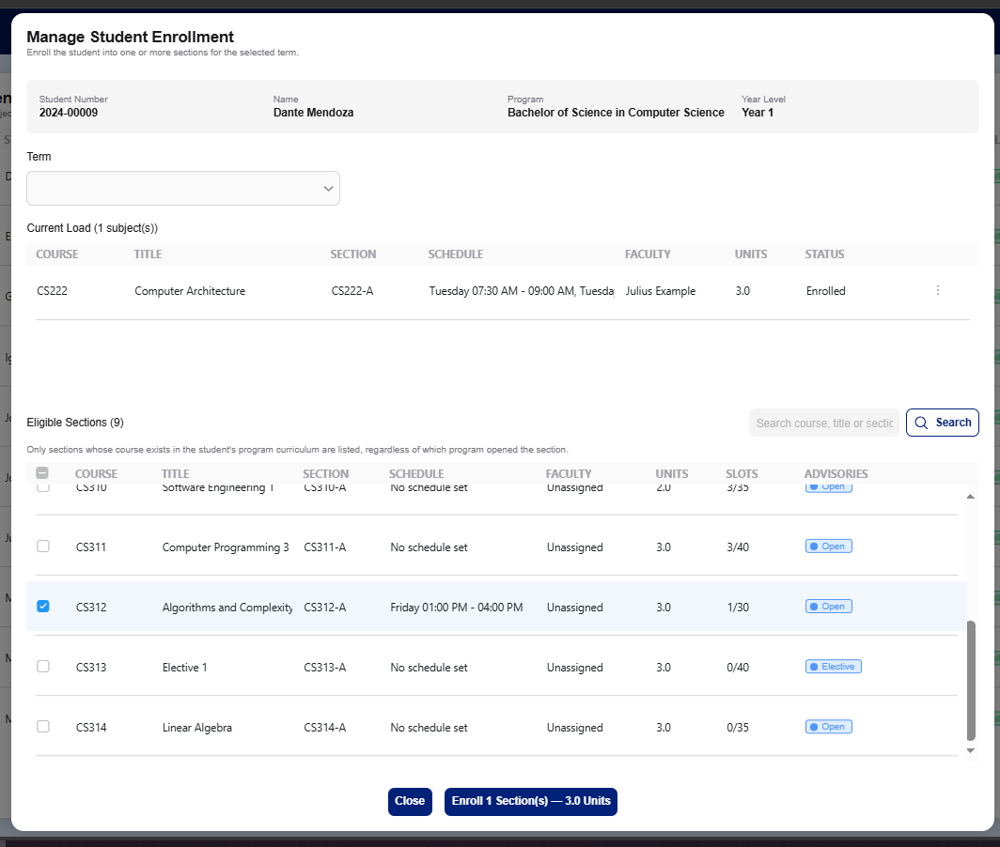 Manage Student Enrollment
Enroll the student into one or more sections for the selected term.
Student Number Name Program Year Level
2024-00009 Dante Mendoza Bachelor of Science in Computer Science Year 1
Term
Current Load (1 subject(s))
COURSE TITLE SECTION SCHEDULE FACULTY UNITS STATUS
CS222 Computer Architecture CS222-A Tuesday 07:30 AM - 09:00 AM, Tuesda Julius Example 3.0 Enrolled
Eligible Sections (9) Search course, title or sectic Search
Only sections whose course exists in the student's program curriculum are listed, regardless of which program opened the section.
COURSE TITLE SECTION SCHEDULE FACULTY UNITS SLOTS ADVISORIES
CS310 Software Engineering 1 CS310-A No schedule set Unassigned 2.0 3/35 Open
CS311 Computer Programming 3 CS311-A No schedule set Unassigned 3.0 3/40 Open
CS312 Algorithms and Complexity CS312-A Friday 01:00 PM - 04:00 PM Unassigned 3.0 1/30 Open
CS313 Elective 1 CS313-A No schedule set Unassigned 3.0 0/40 Elective
CS314 Linear Algebra CS314-A No schedule set Unassigned 3.0 0/35 Open
Close Enroll 1 Section(s) — 3.0 Units